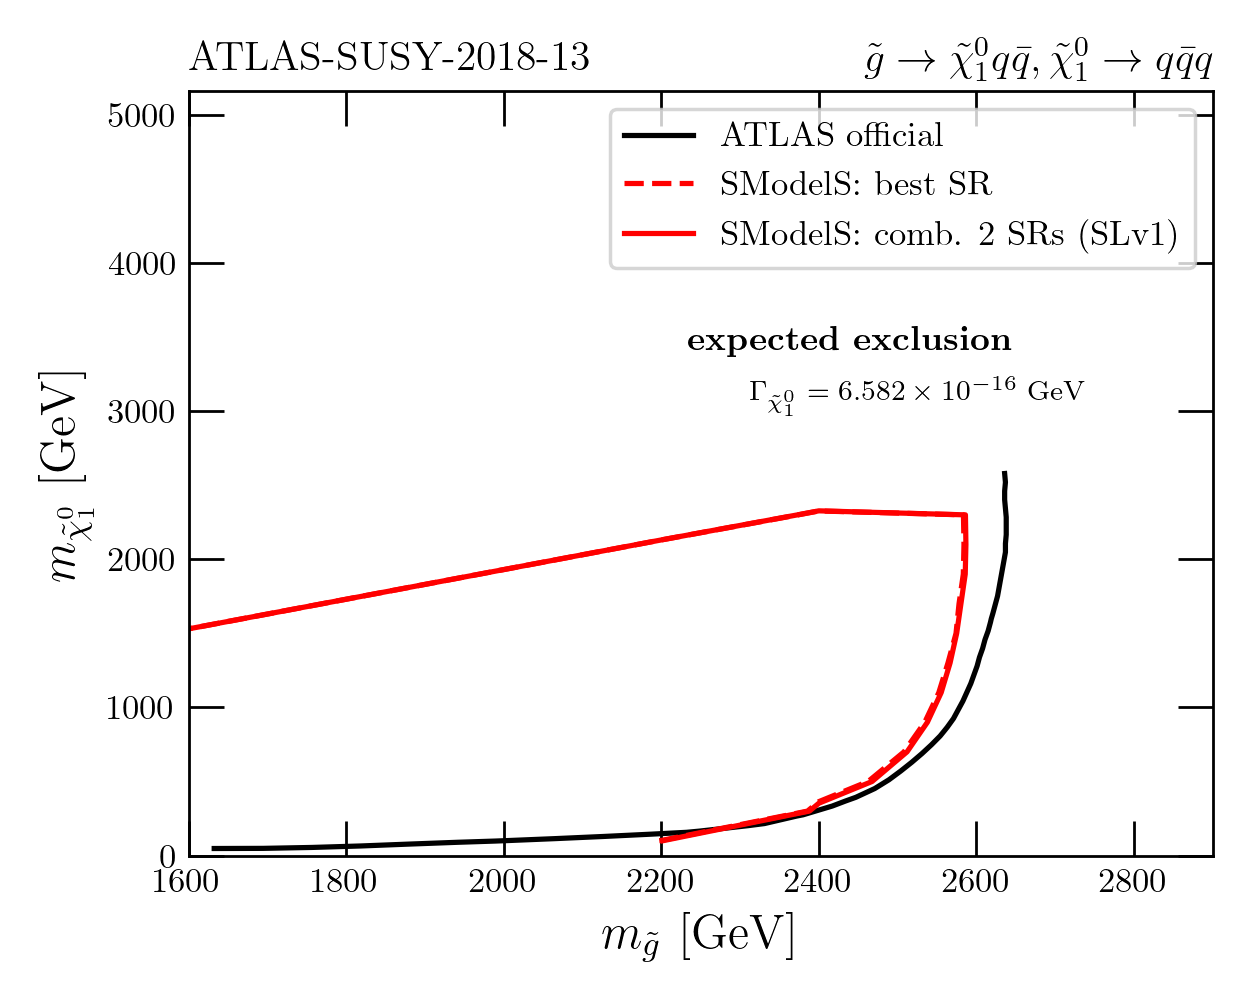 ATLAS-SUSY-2018-13
g̃ → χ̃₁⁰qq̄, χ̃₁⁰ → qq̄q
5000
4000
3000
2000
1000
0
ATLAS official
SModelS: best SR
SModelS: comb. 2 SRs (SLv1)
expected exclusion
Γ_χ̃₁⁰ = 6.582 × 10⁻¹⁶ GeV
m_χ̃₁⁰ [GeV]
1600 1800 2000 2200 2400 2600 2800
m_g̃ [GeV]